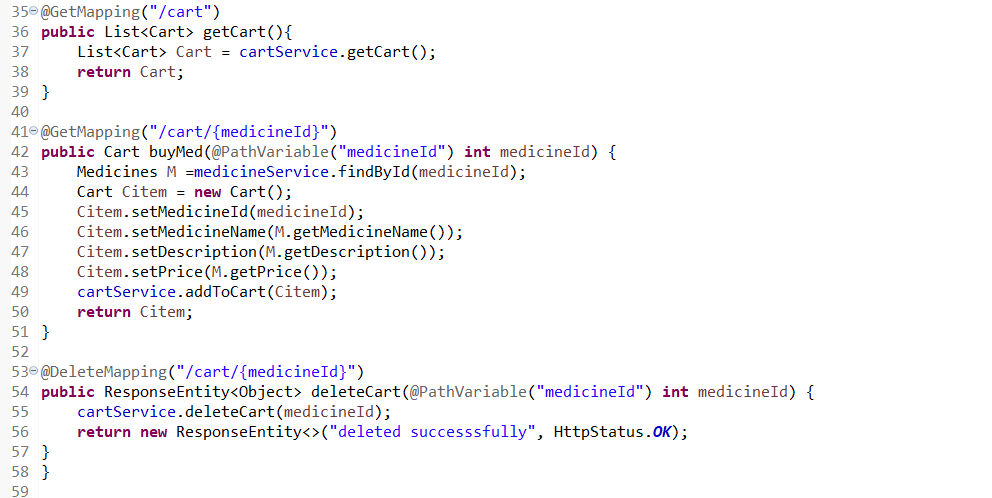 35 @GetMapping("/cart")
36 public List<Cart> getCart(){
37     List<Cart> Cart = cartService.getCart();
38     return Cart;
39 }
40
41 @GetMapping("/cart/{medicineId}")
42 public Cart buyMed(@PathVariable("medicineId") int medicineId) {
43     Medicines M =medicineService.findById(medicineId);
44     Cart Citem = new Cart();
45     Citem.setMedicineId(medicineId);
46     Citem.setMedicineName(M.getMedicineName());
47     Citem.setDescription(M.getDescription());
48     Citem.setPrice(M.getPrice());
49     cartService.addToCart(Citem);
50     return Citem;
51 }
52
53 @DeleteMapping("/cart/{medicineId}")
54 public ResponseEntity<Object> deleteCart(@PathVariable("medicineId") int medicineId) {
55     cartService.deleteCart(medicineId);
56     return new ResponseEntity<>("deleted successsfully", HttpStatus.OK);
57 }
58 }
59